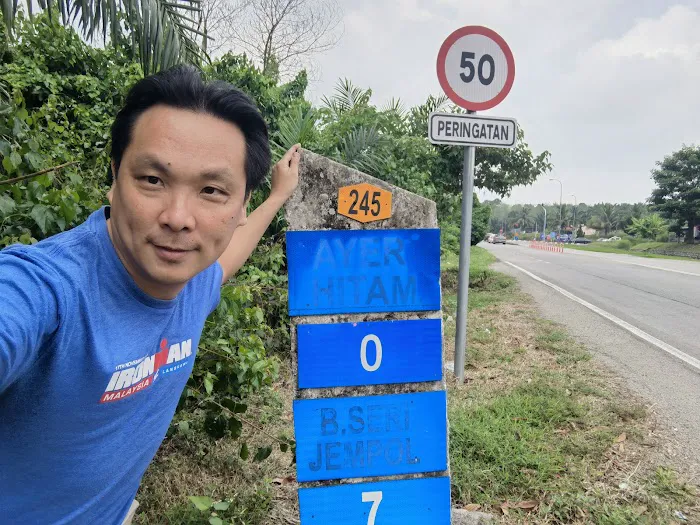 50
PERINGATAN
245
AYER
HITAM
0
B.SERI
JEMPOL
7
IRONMAN
MALAYSIA